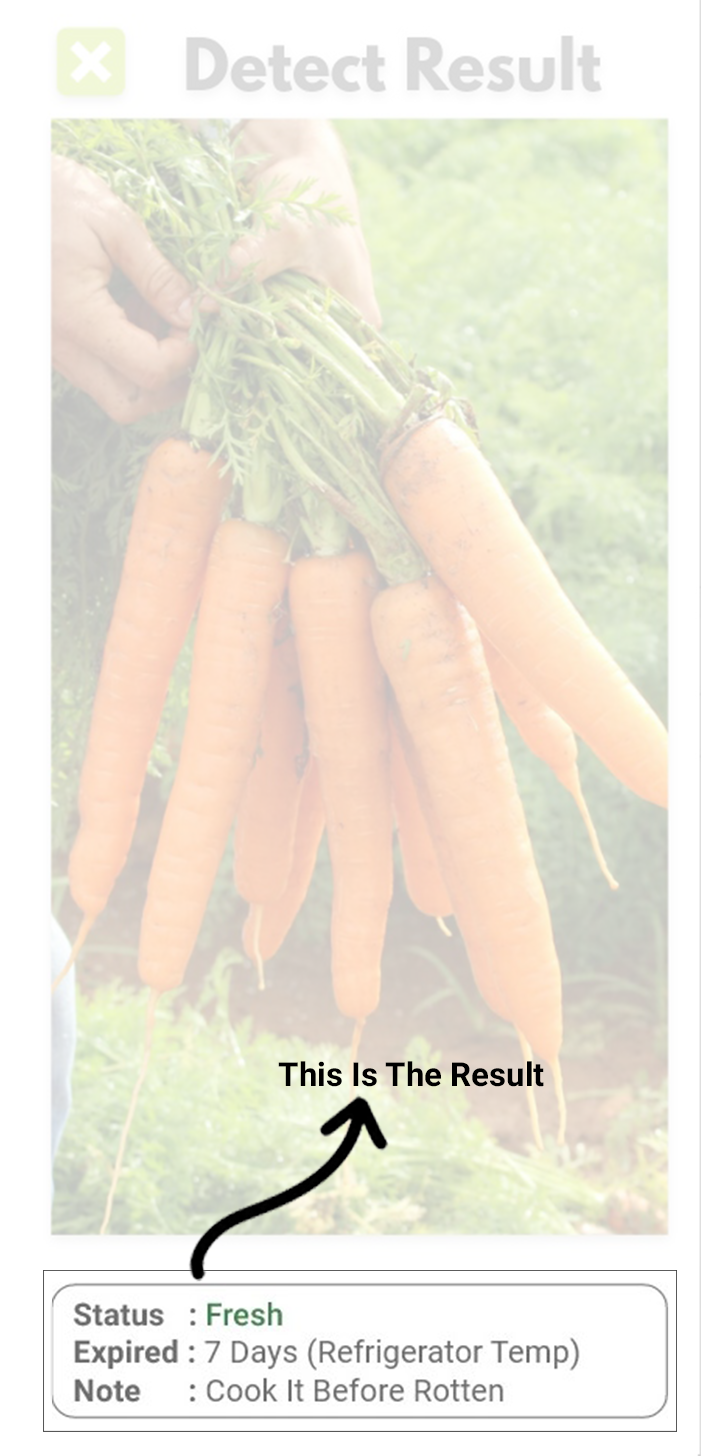 Detect Result
This Is The Result
Status : Fresh
Expired : 7 Days (Refrigerator Temp)
Note : Cook It Before Rotten